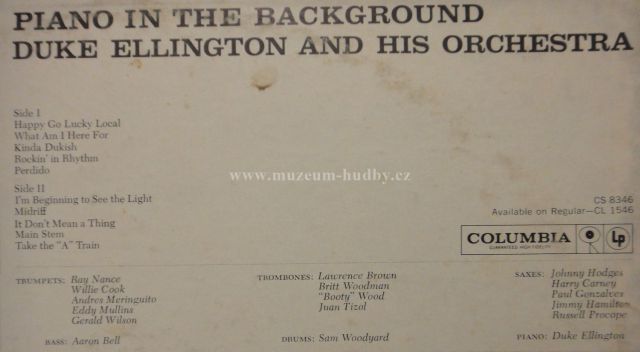 PIANO IN THE BACKGROUND
DUKE ELLINGTON AND HIS ORCHESTRA
Side I
Happy Go Lucky Local
What Am I Here For
Kinda Dukish
Rockin' in Rhythm
Perdido
Side II
I'm Beginning to See the Light
Midriff
It Don't Mean a Thing
Main Stem
Take the "A" Train
www.muzeum-hudby.cz
CS 8346
Available on Regular—CL 1546
COLUMBIA
GUARANTEED HIGH FIDELITY
Lp
TRUMPETS: Ray Nance
Willie Cook
Andres Meringuito
Eddy Mullins
Gerald Wilson
BASS: Aaron Bell
TROMBONES: Lawrence Brown
Britt Woodman
"Booty" Wood
Juan Tizol
DRUMS: Sam Woodyard
SAXES: Johnny Hodges
Harry Carney
Paul Gonzalves
Jimmy Hamilton
Russell Procope
PIANO: Duke Ellington